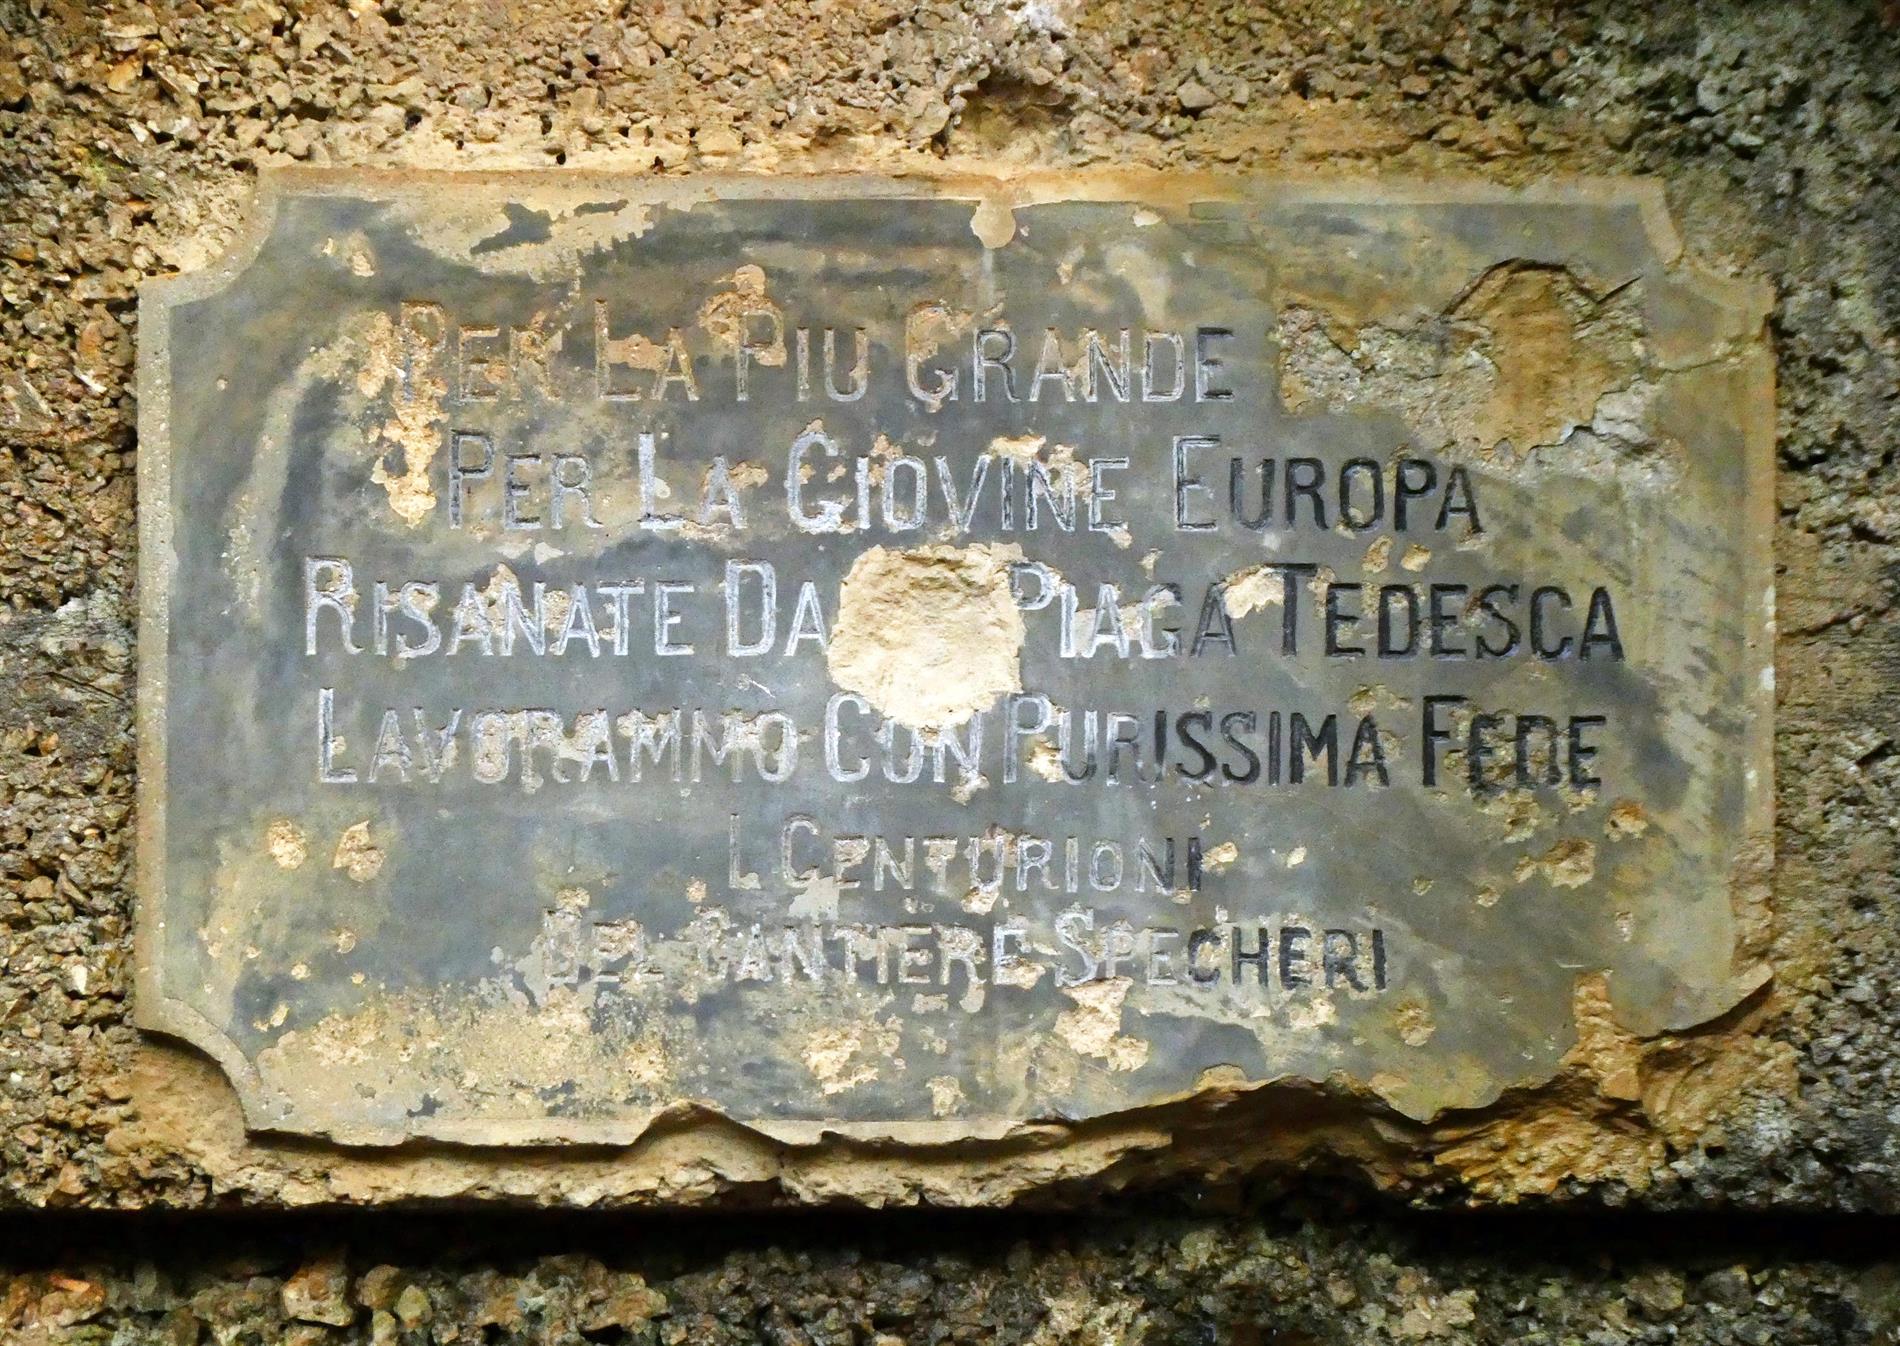 PER LA PIU GRANDE
PER LA GIOVINE EUROPA
RISANATE DA PIAGA TEDESCA
LAVORAMMO CON PURISSIMA FEDE
I CENTURIONI
DEL CANTIERE SPECHERI